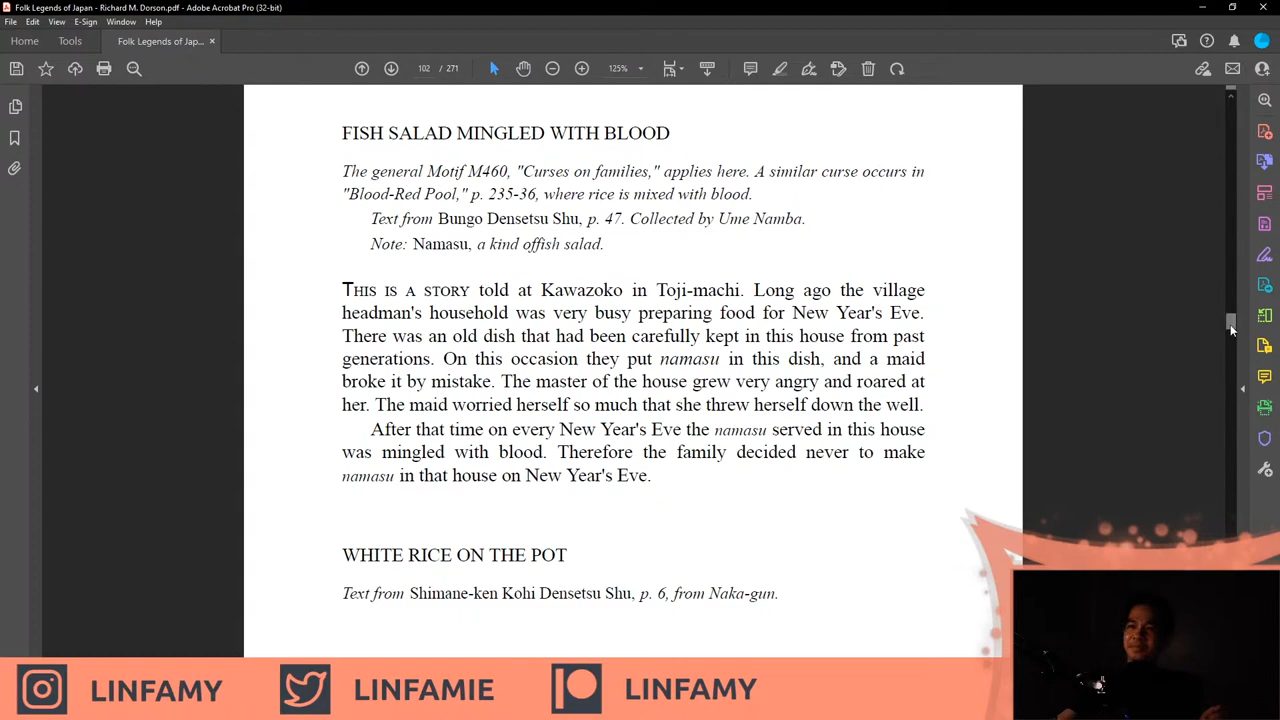 Folk Legends of Japan - Richard M. Dorson.pdf - Adobe Acrobat Pro (32-bit)
File Edit View E-Sign Window Help
Home Tools Folk Legends of Jap... ×
102 / 271 125%
FISH SALAD MINGLED WITH BLOOD
The general Motif M460, "Curses on families," applies here. A similar curse occurs in
"Blood-Red Pool," p. 235-36, where rice is mixed with blood.
Text from Bungo Densetsu Shu, p. 47. Collected by Ume Namba.
Note: Namasu, a kind offish salad.
THIS IS A STORY told at Kawazoko in Toji-machi. Long ago the village
headman's household was very busy preparing food for New Year's Eve.
There was an old dish that had been carefully kept in this house from past
generations. On this occasion they put namasu in this dish, and a maid
broke it by mistake. The master of the house grew very angry and roared at
her. The maid worried herself so much that she threw herself down the well.
After that time on every New Year's Eve the namasu served in this house
was mingled with blood. Therefore the family decided never to make
namasu in that house on New Year's Eve.
WHITE RICE ON THE POT
Text from Shimane-ken Kohi Densetsu Shu, p. 6, from Naka-gun.
LINFAMY LINFAMIE LINFAMY